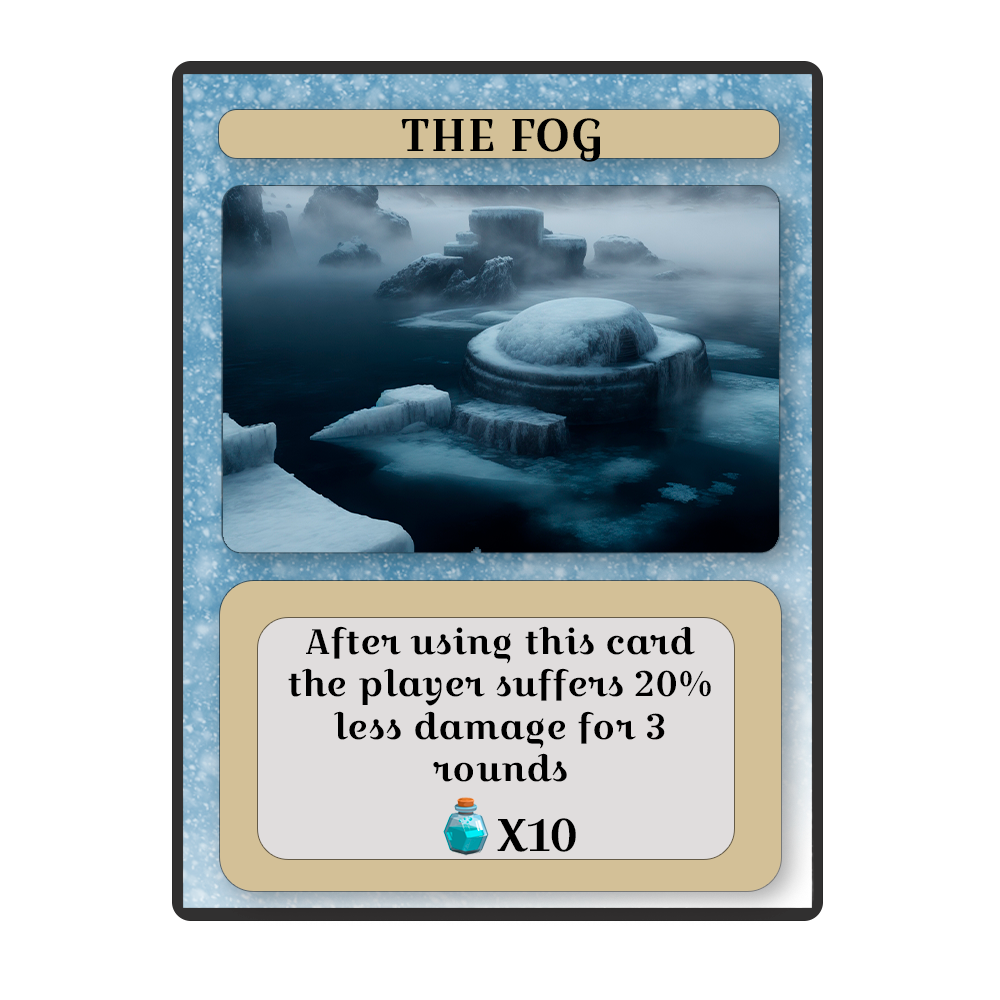 THE FOG
After using this card
the player suffers 20%
less damage for 3
rounds
X10